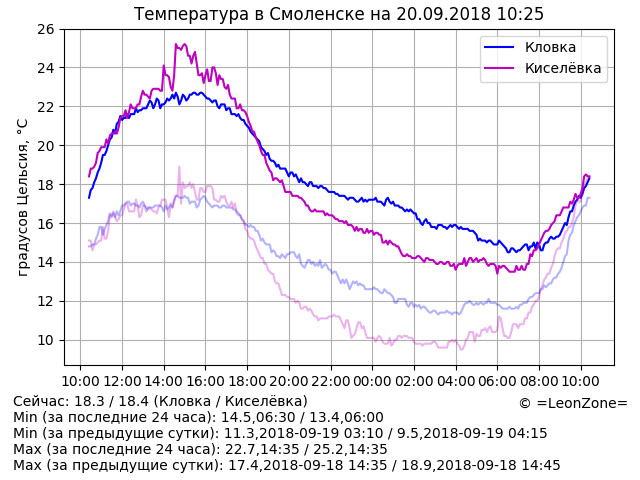 Температура в Смоленске на 20.09.2018 10:25
градусов Цельсия, °C
26
24
22
20
18
16
14
12
10
Кловка
Киселёвка
10:00 12:00 14:00 16:00 18:00 20:00 22:00 00:00 02:00 04:00 06:00 08:00 10:00
Сейчас: 18.3 / 18.4 (Кловка / Киселёвка)
© =LeonZone=
Min (за последние 24 часа): 14.5,06:30 / 13.4,06:00
Min (за предыдущие сутки): 11.3,2018-09-19 03:10 / 9.5,2018-09-19 04:15
Max (за последние 24 часа): 22.7,14:35 / 25.2,14:35
Max (за предыдущие сутки): 17.4,2018-09-18 14:35 / 18.9,2018-09-18 14:45